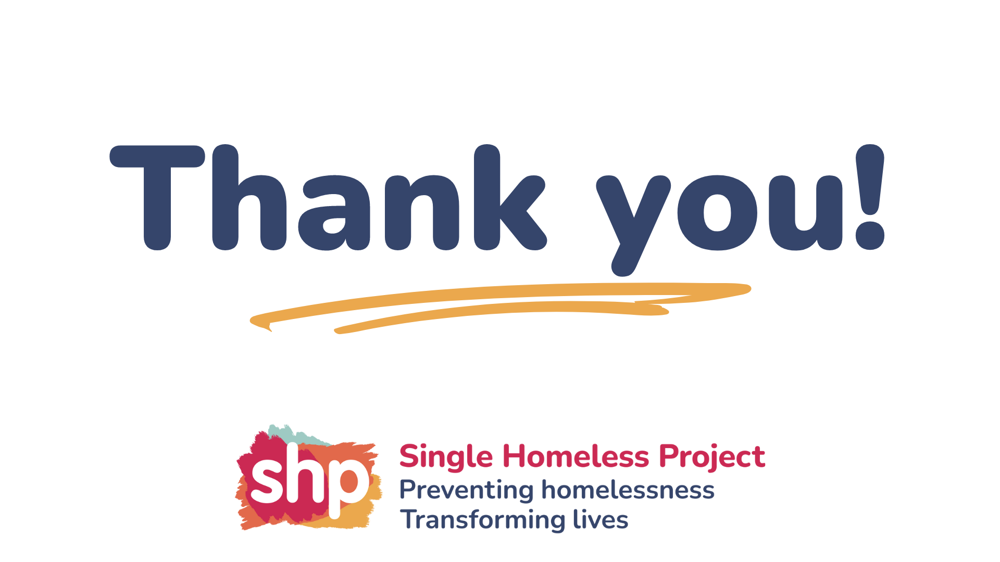 Thank you!
shp
Single Homeless Project
Preventing homelessness
Transforming lives